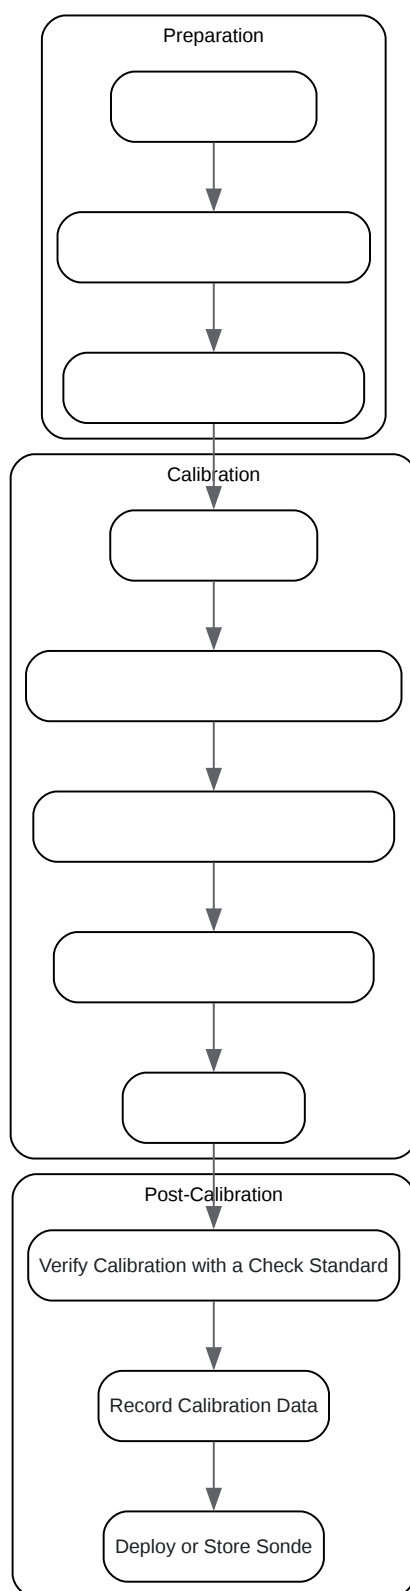 Preparation
Calibration
Post-Calibration
Verify Calibration with a Check Standard
Record Calibration Data
Deploy or Store Sonde